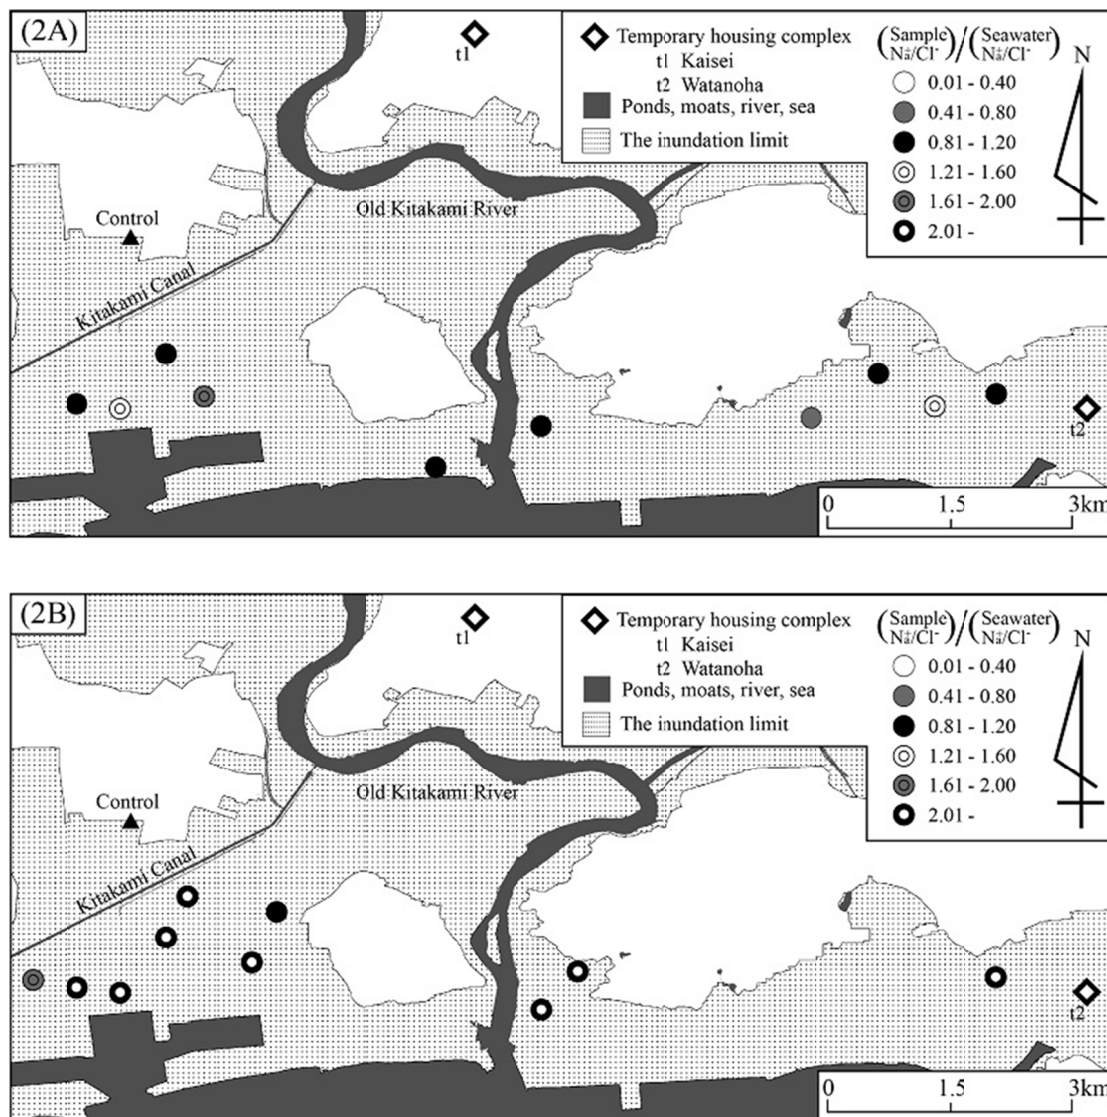 (2A)
t1
Temporary housing complex
t1 Kaisei
t2 Watanoha
Ponds, moats, river, sea
The inundation limit
(Sample Na⁺/Cl⁻)/(Seawater Na⁺/Cl⁻)
0.01 - 0.40
0.41 - 0.80
0.81 - 1.20
1.21 - 1.60
1.61 - 2.00
2.01 -
N
Control
Old Kitakami River
Kitakami Canal
t2
0 1.5 3km
(2B)
t1
Temporary housing complex
t1 Kaisei
t2 Watanoha
Ponds, moats, river, sea
The inundation limit
(Sample Na⁺/Cl⁻)/(Seawater Na⁺/Cl⁻)
0.01 - 0.40
0.41 - 0.80
0.81 - 1.20
1.21 - 1.60
1.61 - 2.00
2.01 -
N
Control
Old Kitakami River
Kitakami Canal
t2
0 1.5 3km